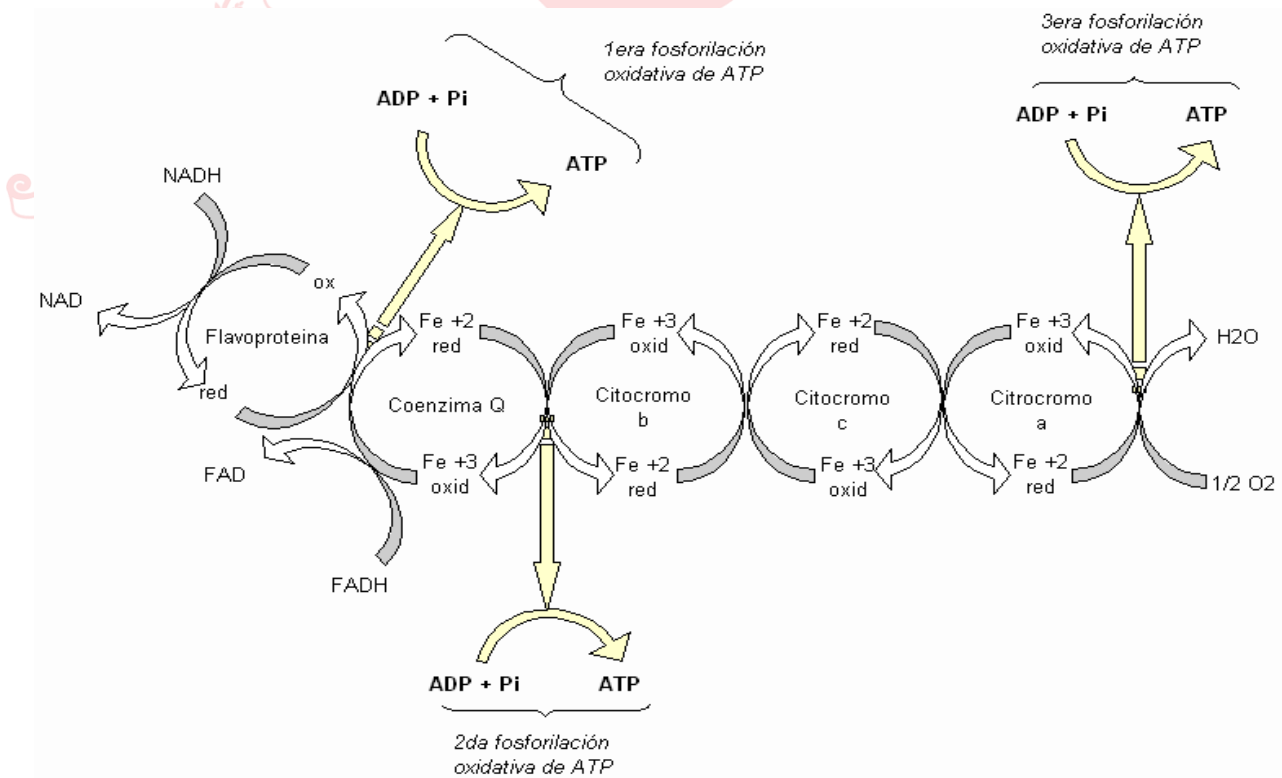 1era fosforilación
oxidativa de ATP
3era fosforilación
oxidativa de ATP
ADP + Pi
ATP
ADP + Pi
ATP
NADH
NAD
ox
Flavoproteina
red
FAD
FADH
Fe +2
red
Coenzima Q
Fe +3
oxid
Fe +3
oxid
Citocromo
b
Fe +2
red
Fe +2
red
Citocromo
c
Fe +3
oxid
Fe +3
oxid
Citrocromo
a
Fe +2
red
H2O
1/2 O2
ADP + Pi
ATP
2da fosforilación
oxidativa de ATP